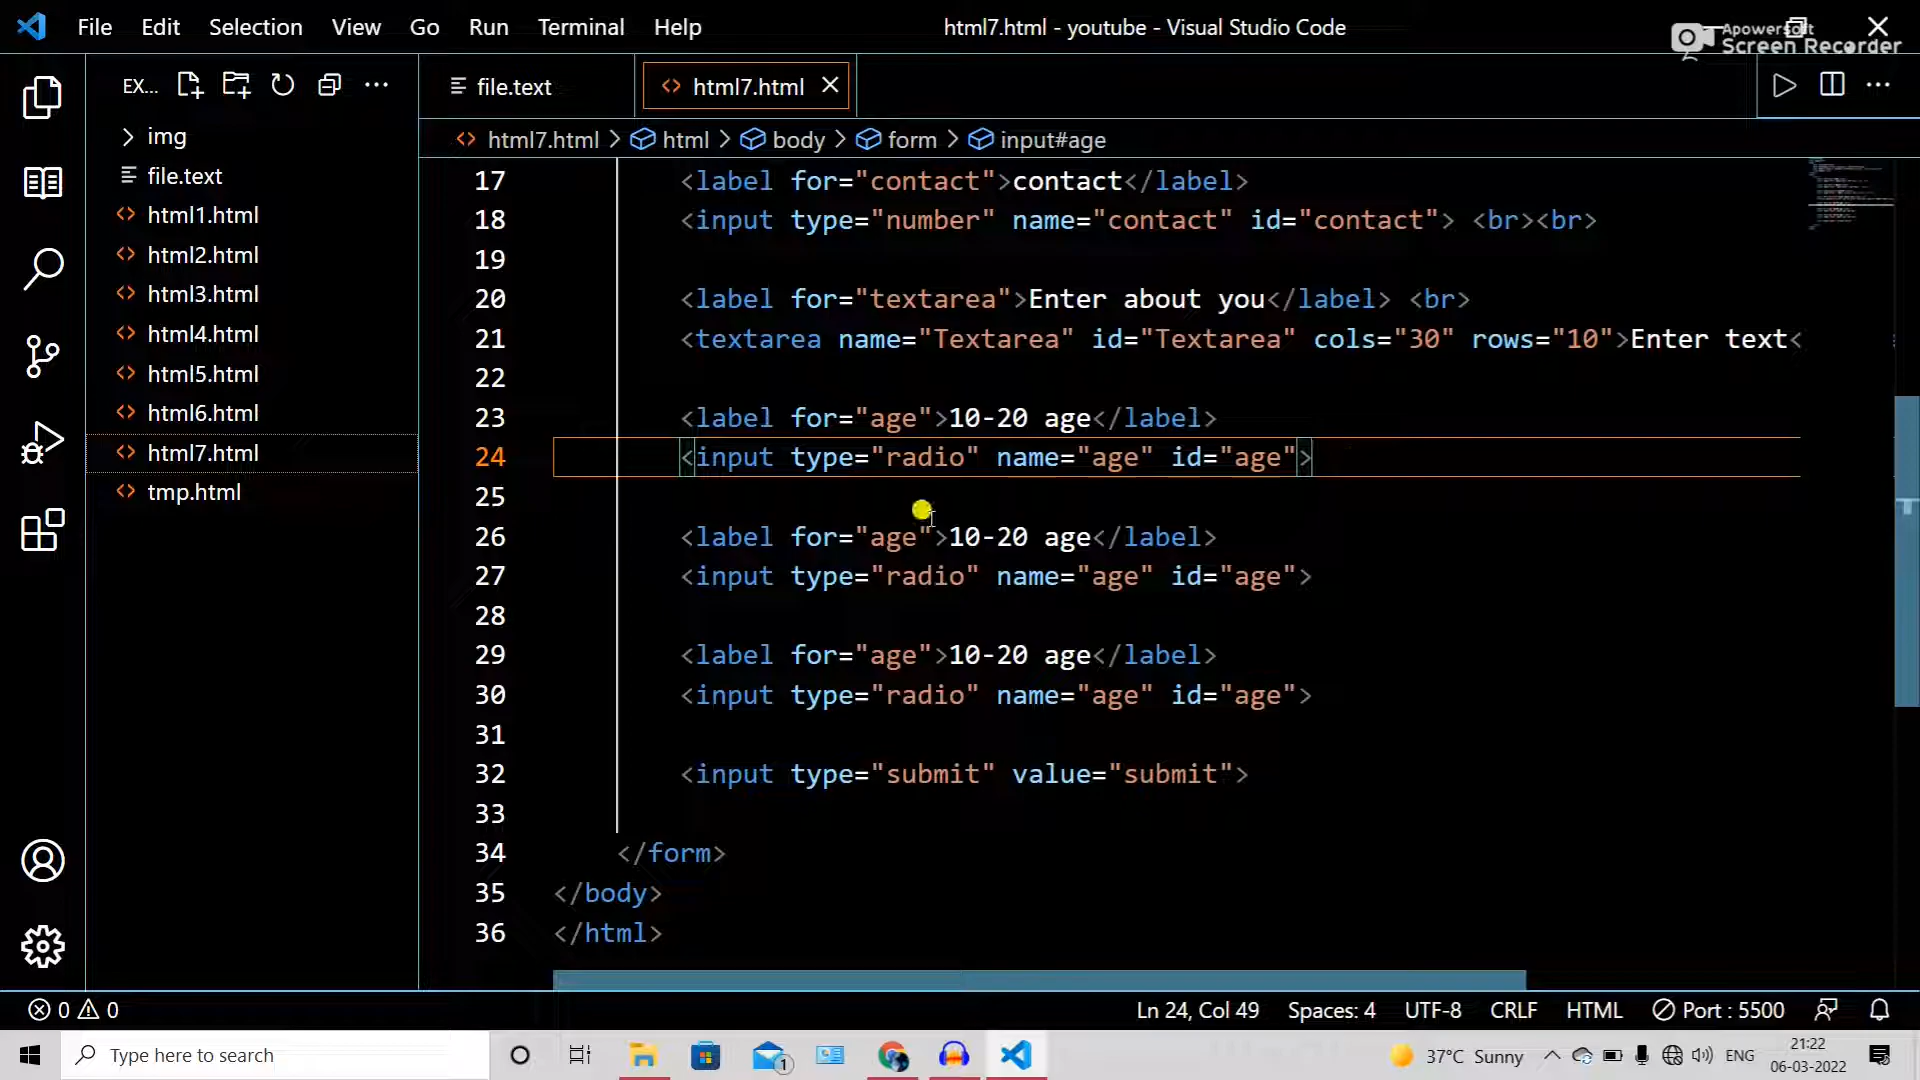 File Edit Selection View Go Run Terminal Help
html7.html - youtube - Visual Studio Code
Apowersoft
Screen Recorder
EX...
file.text
html7.html
html7.html > html > body > form > input#age
img
file.text
html1.html
html2.html
html3.html
html4.html
html5.html
html6.html
html7.html
tmp.html
17 <label for="contact">contact</label>
18 <input type="number" name="contact" id="contact"> <br><br>
19
20 <label for="textarea">Enter about you</label> <br>
21 <textarea name="Textarea" id="Textarea" cols="30" rows="10">Enter text<
22
23 <label for="age">10-20 age</label>
24 <input type="radio" name="age" id="age">
25
26 <label for="age">10-20 age</label>
27 <input type="radio" name="age" id="age">
28
29 <label for="age">10-20 age</label>
30 <input type="radio" name="age" id="age">
31
32 <input type="submit" value="submit">
33
34 </form>
35 </body>
36 </html>
0 0
Ln 24, Col 49 Spaces: 4 UTF-8 CRLF HTML Port : 5500
Type here to search
1
37°C Sunny
ENG
21:22
06-03-2022